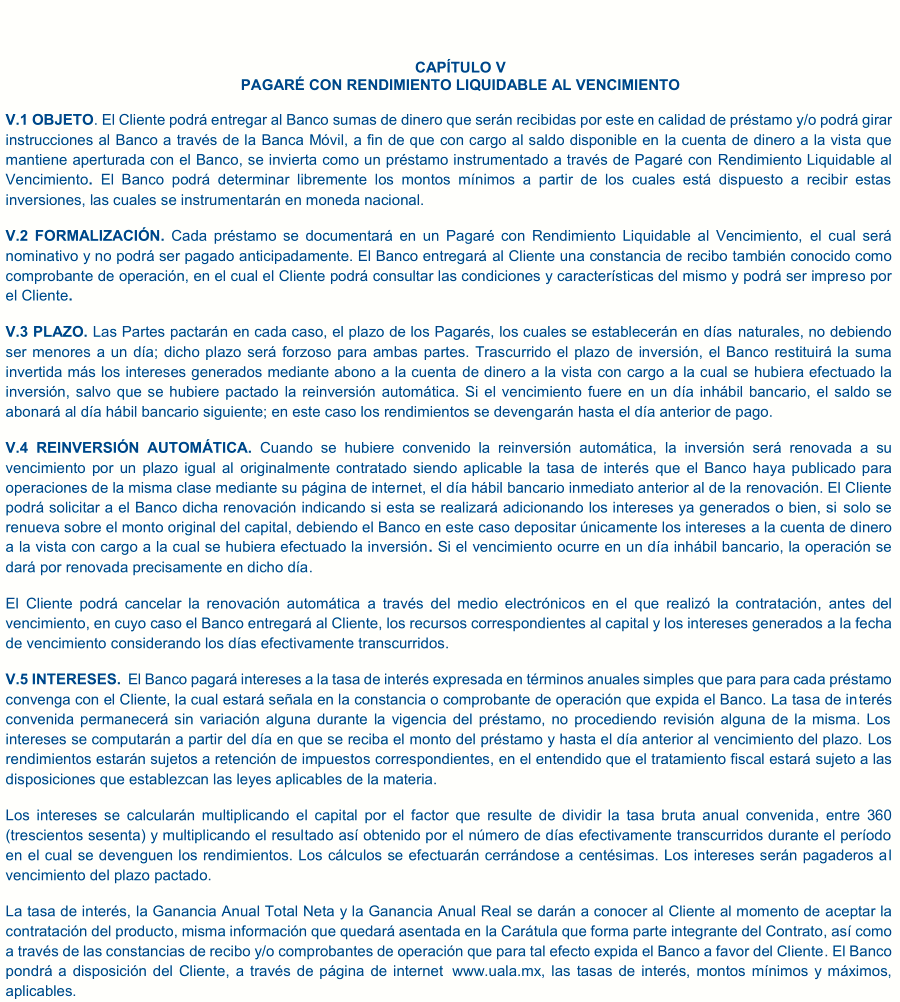 CAPÍTULO V
PAGARÉ CON RENDIMIENTO LIQUIDABLE AL VENCIMIENTO
V.1 OBJETO. El Cliente podrá entregar al Banco sumas de dinero que serán recibidas por este en calidad de préstamo y/o podrá girar
instrucciones al Banco a través de la Banca Móvil, a fin de que con cargo al saldo disponible en la cuenta de dinero a la vista que
mantiene aperturada con el Banco, se invierta como un préstamo instrumentado a través de Pagaré con Rendimiento Liquidable al
Vencimiento. El Banco podrá determinar libremente los montos mínimos a partir de los cuales está dispuesto a recibir estas
inversiones, las cuales se instrumentarán en moneda nacional.
V.2 FORMALIZACIÓN. Cada préstamo se documentará en un Pagaré con Rendimiento Liquidable al Vencimiento, el cual será
nominativo y no podrá ser pagado anticipadamente. El Banco entregará al Cliente una constancia de recibo también conocido como
comprobante de operación, en el cual el Cliente podrá consultar las condiciones y características del mismo y podrá ser impreso por
el Cliente.
V.3 PLAZO. Las Partes pactarán en cada caso, el plazo de los Pagarés, los cuales se establecerán en días naturales, no debiendo
ser menores a un día; dicho plazo será forzoso para ambas partes. Trascurrido el plazo de inversión, el Banco restituirá la suma
invertida más los intereses generados mediante abono a la cuenta de dinero a la vista con cargo a la cual se hubiera efectuado la
inversión, salvo que se hubiere pactado la reinversión automática. Si el vencimiento fuere en un día inhábil bancario, el saldo se
abonará al día hábil bancario siguiente; en este caso los rendimientos se devengarán hasta el día anterior de pago.
V.4 REINVERSIÓN AUTOMÁTICA. Cuando se hubiere convenido la reinversión automática, la inversión será renovada a su
vencimiento por un plazo igual al originalmente contratado siendo aplicable la tasa de interés que el Banco haya publicado para
operaciones de la misma clase mediante su página de internet, el día hábil bancario inmediato anterior al de la renovación. El Cliente
podrá solicitar a el Banco dicha renovación indicando si esta se realizará adicionando los intereses ya generados o bien, si solo se
renueva sobre el monto original del capital, debiendo el Banco en este caso depositar únicamente los intereses a la cuenta de dinero
a la vista con cargo a la cual se hubiera efectuado la inversión. Si el vencimiento ocurre en un día inhábil bancario, la operación se
dará por renovada precisamente en dicho día.
El Cliente podrá cancelar la renovación automática a través del medio electrónicos en el que realizó la contratación, antes del
vencimiento, en cuyo caso el Banco entregará al Cliente, los recursos correspondientes al capital y los intereses generados a la fecha
de vencimiento considerando los días efectivamente transcurridos.
V.5 INTERESES. El Banco pagará intereses a la tasa de interés expresada en términos anuales simples que para para cada préstamo
convenga con el Cliente, la cual estará señala en la constancia o comprobante de operación que expida el Banco. La tasa de interés
convenida permanecerá sin variación alguna durante la vigencia del préstamo, no procediendo revisión alguna de la misma. Los
intereses se computarán a partir del día en que se reciba el monto del préstamo y hasta el día anterior al vencimiento del plazo. Los
rendimientos estarán sujetos a retención de impuestos correspondientes, en el entendido que el tratamiento fiscal estará sujeto a las
disposiciones que establezcan las leyes aplicables de la materia.
Los intereses se calcularán multiplicando el capital por el factor que resulte de dividir la tasa bruta anual convenida, entre 360
(trescientos sesenta) y multiplicando el resultado así obtenido por el número de días efectivamente transcurridos durante el período
en el cual se devenguen los rendimientos. Los cálculos se efectuarán cerrándose a centésimas. Los intereses serán pagaderos al
vencimiento del plazo pactado.
La tasa de interés, la Ganancia Anual Total Neta y la Ganancia Anual Real se darán a conocer al Cliente al momento de aceptar la
contratación del producto, misma información que quedará asentada en la Carátula que forma parte integrante del Contrato, así como
a través de las constancias de recibo y/o comprobantes de operación que para tal efecto expida el Banco a favor del Cliente. El Banco
pondrá a disposición del Cliente, a través de página de internet www.uala.mx, las tasas de interés, montos mínimos y máximos,
aplicables.